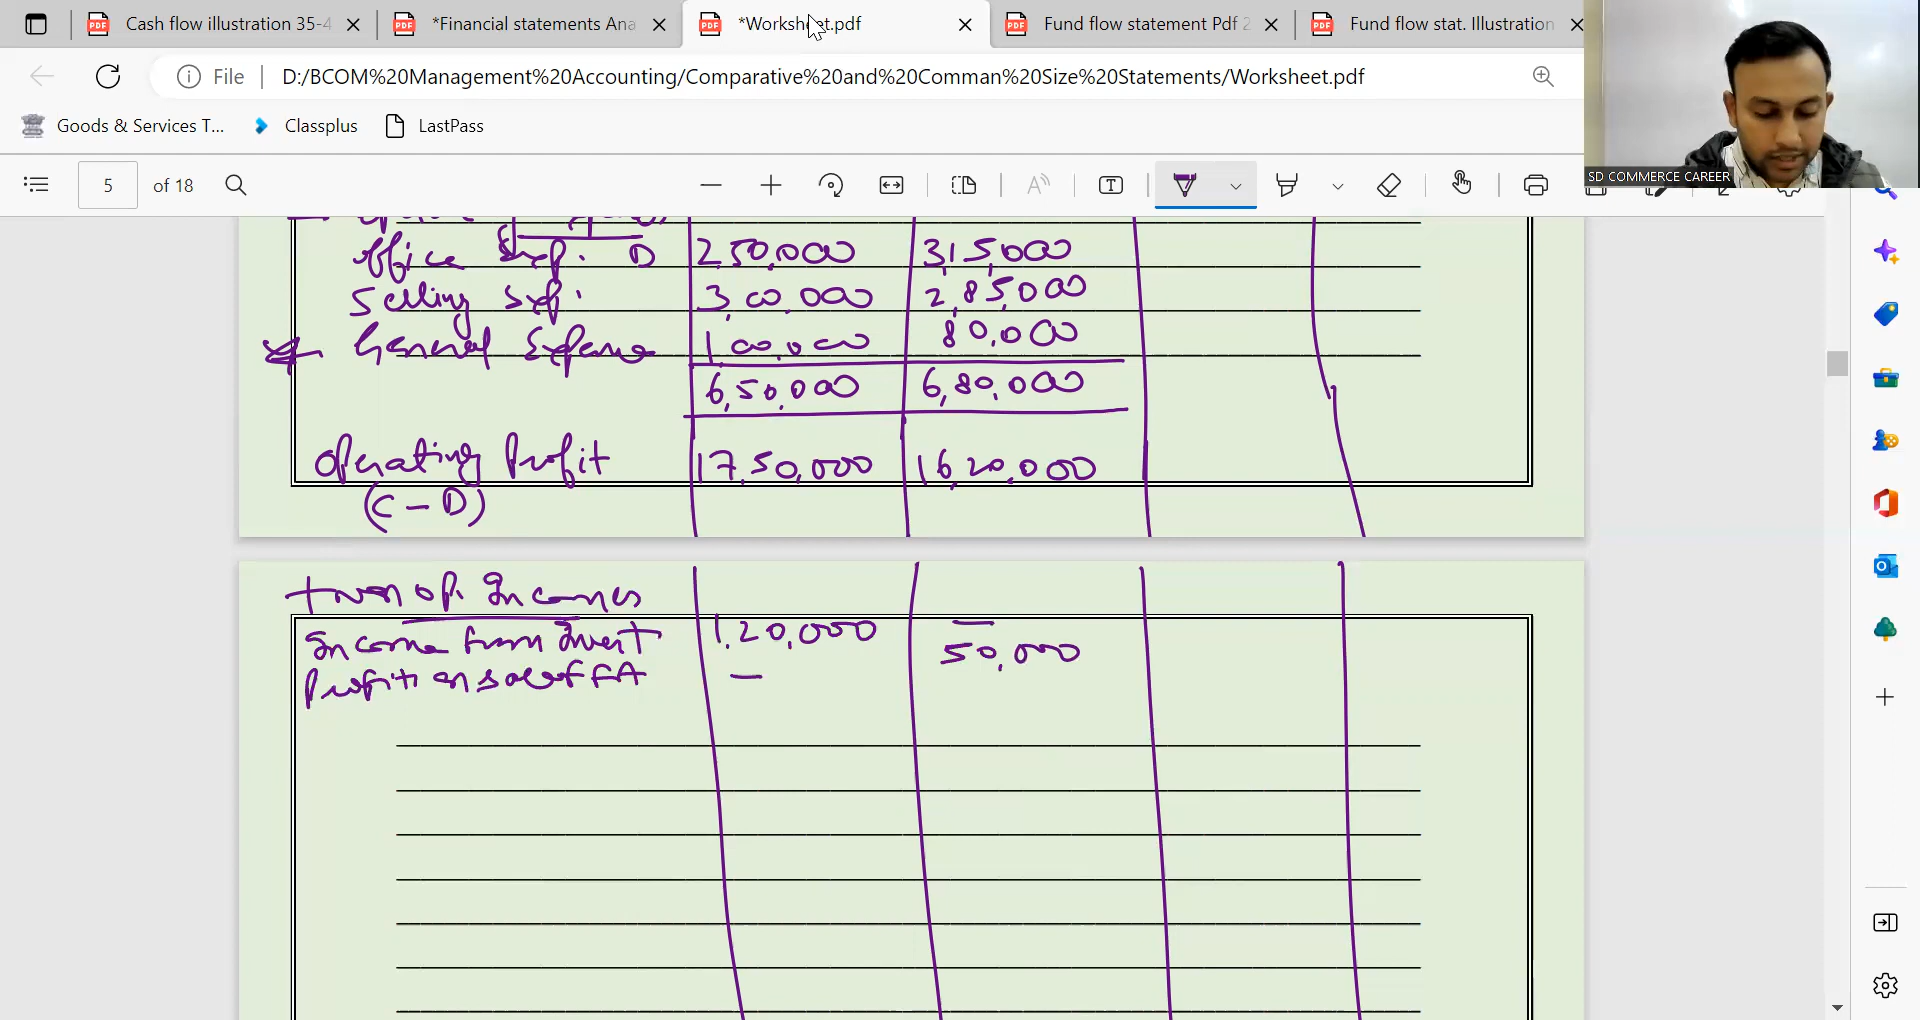 Cash flow illustration 35-4
*Financial statements Ana
*Worksheet.pdf
Fund flow statement Pdf 2
Fund flow stat. Illustration
File
D:/BCOM%20Management%20Accounting/Comparative%20and%20Comman%20Size%20Statements/Worksheet.pdf
Goods & Services T...
Classplus
LastPass
5 of 18
SD COMMERCE CAREER
office Exp. D 2,50,000 3,15,000
Selling Exp. 3,00,000 2,85,000
General Expense 1,00,000 80,000
6,50,000 6,80,000
Operating Profit 17,50,000 16,20,000
(C - D)
+ non op. Incomes
Income from Invest 1,20,000 —
Profit on sale of FA — 50,000